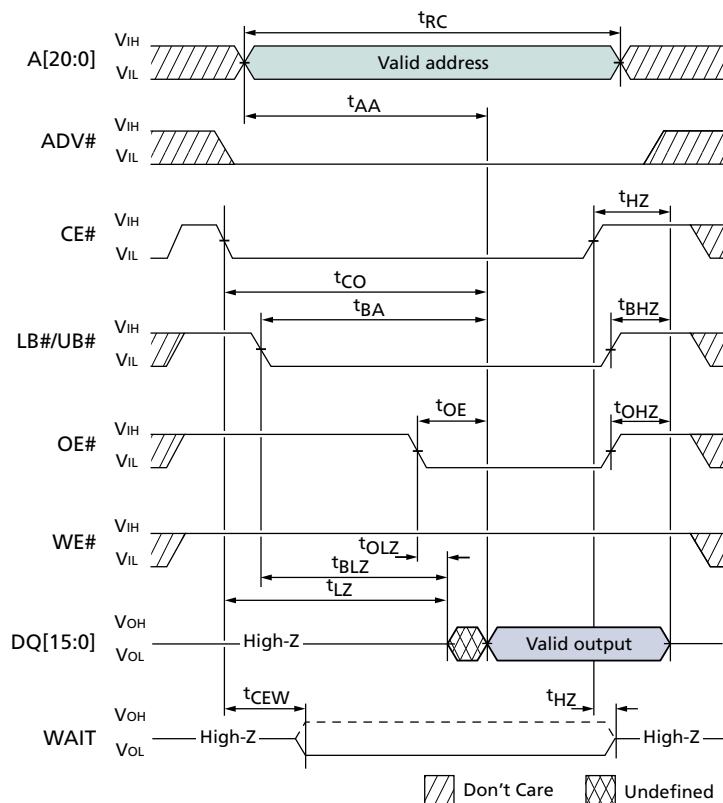 tRC
VIH
A[20:0]
Valid address
VIL
tAA
VIH
ADV#
VIL
tHZ
VIH
CE#
VIL
tCO
tBA
tBHZ
VIH
LB#/UB#
VIL
tOE
tOHZ
VIH
OE#
VIL
VIH
WE#
tOLZ
VIL
tBLZ
tLZ
VOH
DQ[15:0]
High-Z
Valid output
VOL
tCEW
tHZ
VOH
WAIT
High-Z
High-Z
VOL
Don't Care
Undefined